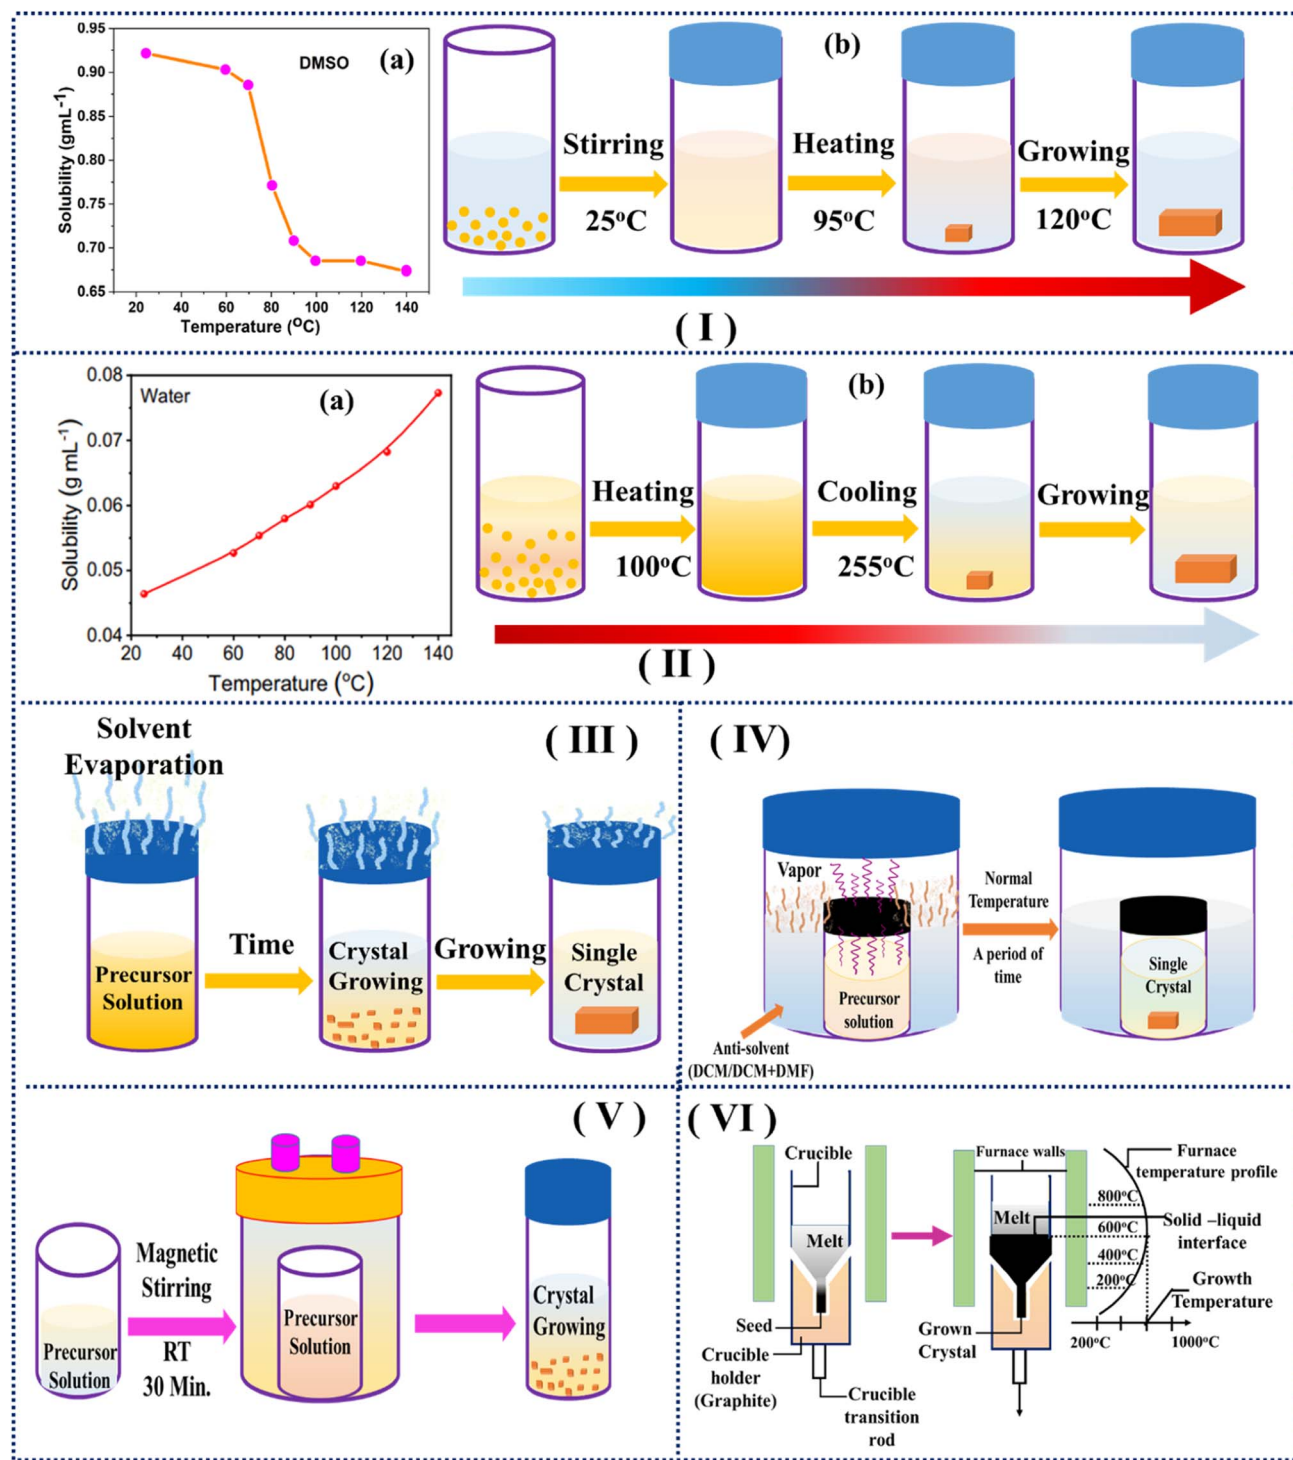 0.95
0.90
0.85
0.80
0.75
0.70
0.65
Solubility (gmL-1)
DMSO
(a)
20
40
60
80
100
120
140
Temperature (oC)
(b)
Stirring
25oC
Heating
95oC
Growing
120oC
( I )
0.08
0.07
0.06
0.05
0.04
Solubility (g mL-1)
Water
(a)
20
40
60
80
100
120
140
Temperature (oC)
(b)
Heating
100oC
Cooling
255oC
Growing
( II )
Solvent
Evaporation
( III )
Precursor
Solution
Time
Crystal
Growing
Growing
Single
Crystal
( IV)
Vapor
Precursor
solution
Anti-solvent
(DCM/DCM+DMF)
Normal
Temperature
A period of
time
Single
Crystal
( V )
Precursor
Solution
Magnetic
Stirring
RT
30 Min.
Precursor
Solution
Crystal
Growing
( VI )
Crucible
Melt
Seed
Crucible
holder
(Graphite)
Crucible
transition
rod
Furnace walls
Melt
Grown
Crystal
800oC
600oC
400oC
200oC
Furnace
temperature profile
Solid –liquid
interface
Growth
Temperature
200oC
1000oC